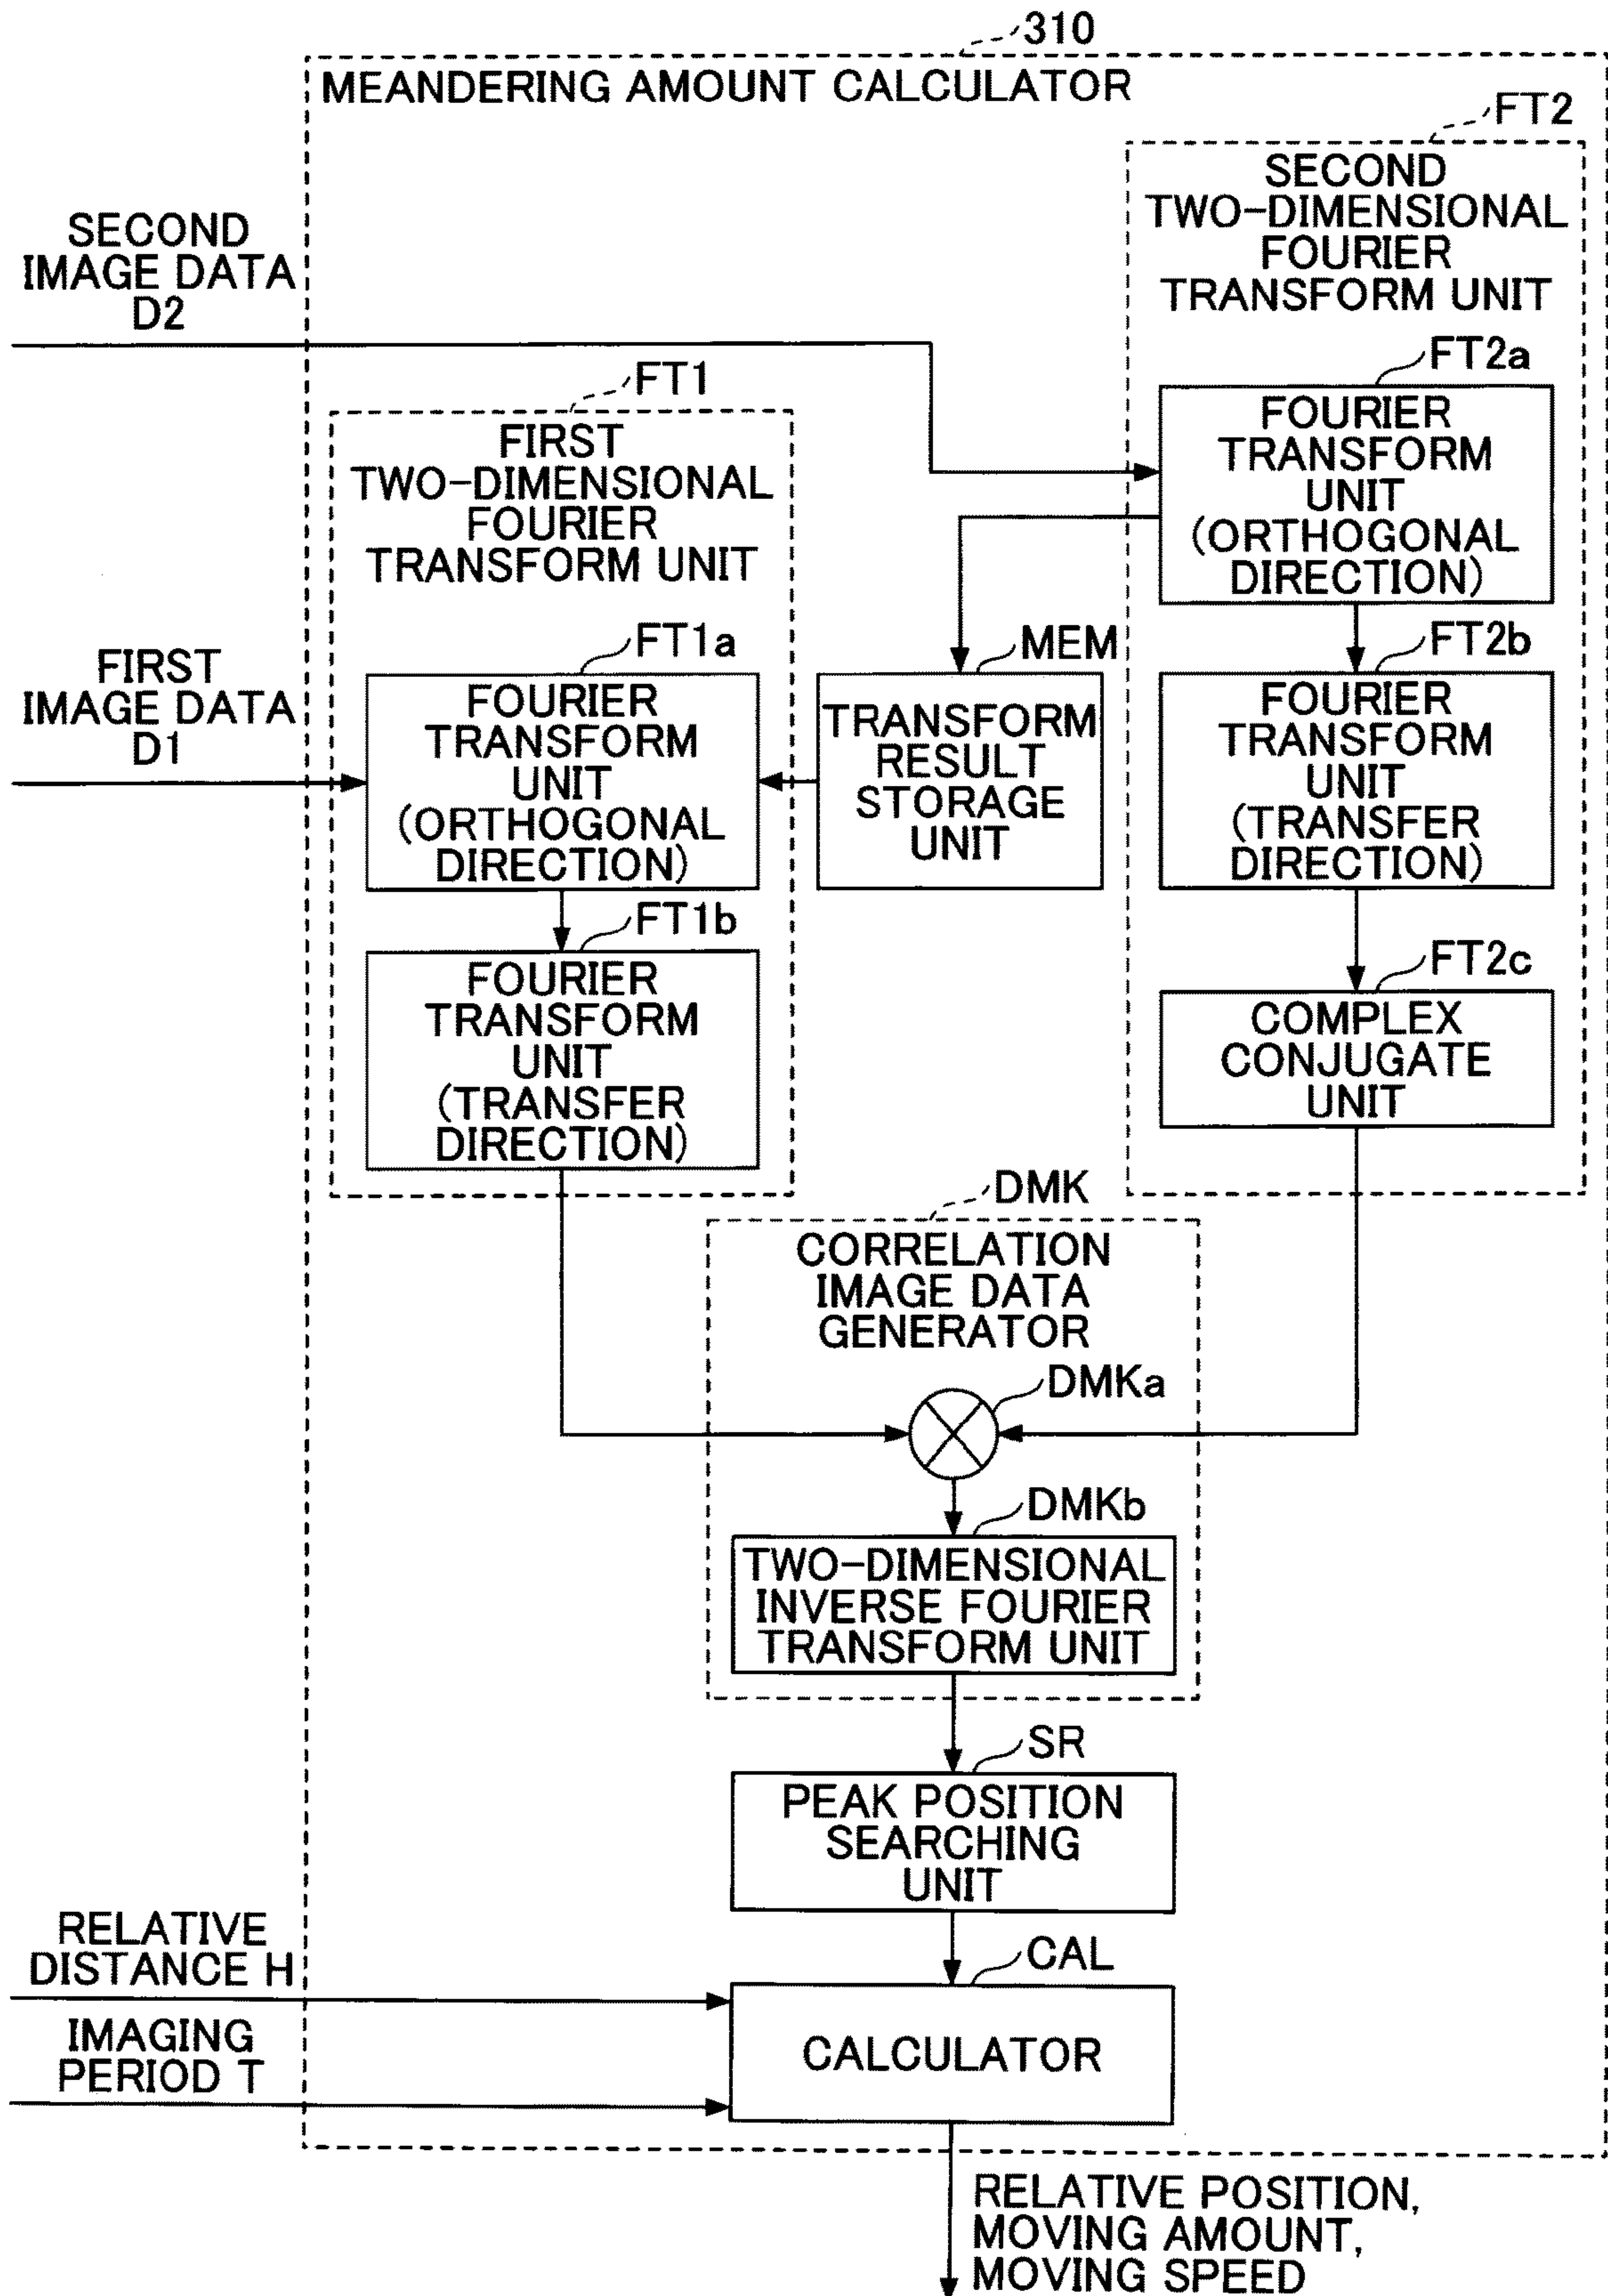 310
MEANDERING AMOUNT CALCULATOR
FT2
SECOND
TWO-DIMENSIONAL
FOURIER
TRANSFORM UNIT
SECOND
IMAGE DATA
D2
FT2a
FOURIER
TRANSFORM
UNIT
(ORTHOGONAL
DIRECTION)
FT1
FIRST
TWO-DIMENSIONAL
FOURIER
TRANSFORM UNIT
FIRST
IMAGE DATA
D1
FT1a
FOURIER
TRANSFORM
UNIT
(ORTHOGONAL
DIRECTION)
MEM
TRANSFORM
RESULT
STORAGE
UNIT
FT2b
FOURIER
TRANSFORM
UNIT
(TRANSFER
DIRECTION)
FT1b
FOURIER
TRANSFORM
UNIT
(TRANSFER
DIRECTION)
FT2c
COMPLEX
CONJUGATE
UNIT
DMK
CORRELATION
IMAGE DATA
GENERATOR
DMKa
DMKb
TWO-DIMENSIONAL
INVERSE FOURIER
TRANSFORM UNIT
SR
PEAK POSITION
SEARCHING
UNIT
RELATIVE
DISTANCE H
CAL
IMAGING
PERIOD T
CALCULATOR
RELATIVE POSITION,
MOVING AMOUNT,
MOVING SPEED